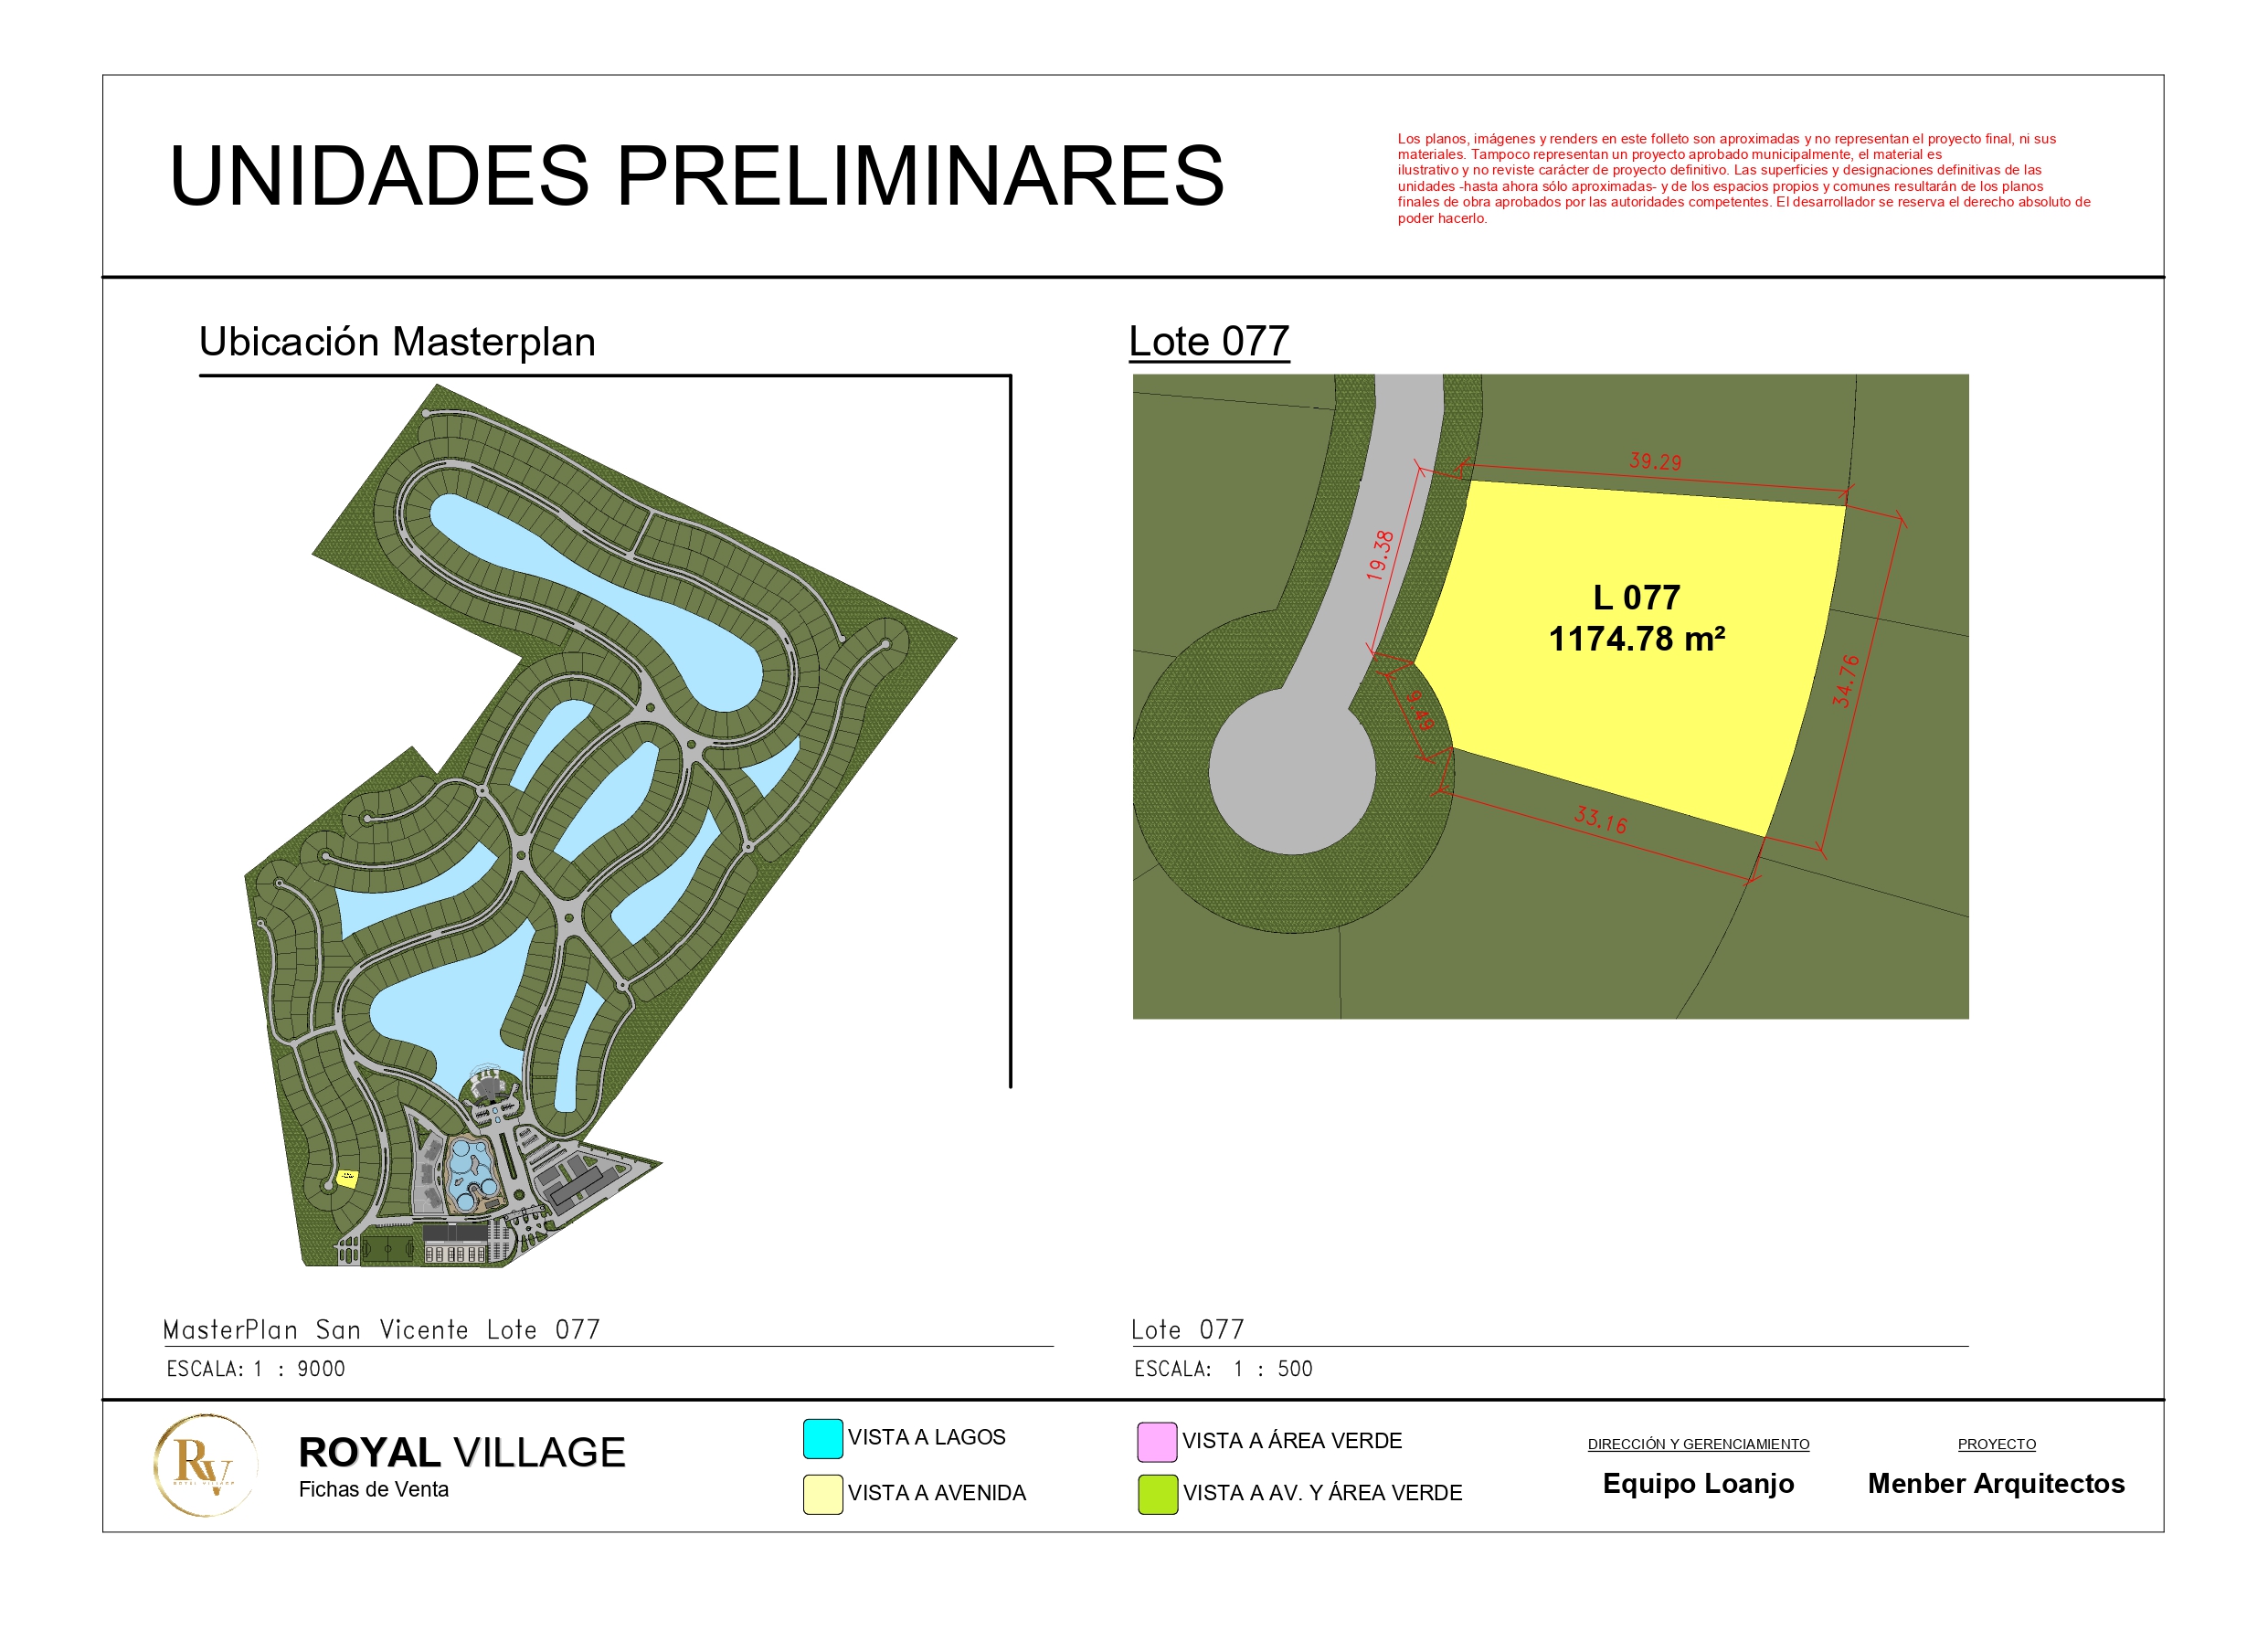 UNIDADES PRELIMINARES
Los planos, imágenes y renders en este folleto son aproximadas y no representan el proyecto final, ni sus
materiales. Tampoco representan un proyecto aprobado municipalmente, el material es
ilustrativo y no reviste carácter de proyecto definitivo. Las superficies y designaciones definitivas de las
unidades -hasta ahora sólo aproximadas- y de los espacios propios y comunes resultarán de los planos
finales de obra aprobados por las autoridades competentes. El desarrollador se reserva el derecho absoluto de
poder hacerlo.
Ubicación Masterplan
Lote 077
39.29
19.38
L 077
1174.78 m²
34.76
9.49
33.16
MasterPlan San Vicente Lote 077
ESCALA: 1 : 9000
Lote 077
ESCALA: 1 : 500
RV
ROYAL VILLAGE
ROYAL VILLAGE
Fichas de Venta
VISTA A LAGOS
VISTA A AVENIDA
VISTA A ÁREA VERDE
VISTA A AV. Y ÁREA VERDE
DIRECCIÓN Y GERENCIAMIENTO
Equipo Loanjo
PROYECTO
Menber Arquitectos